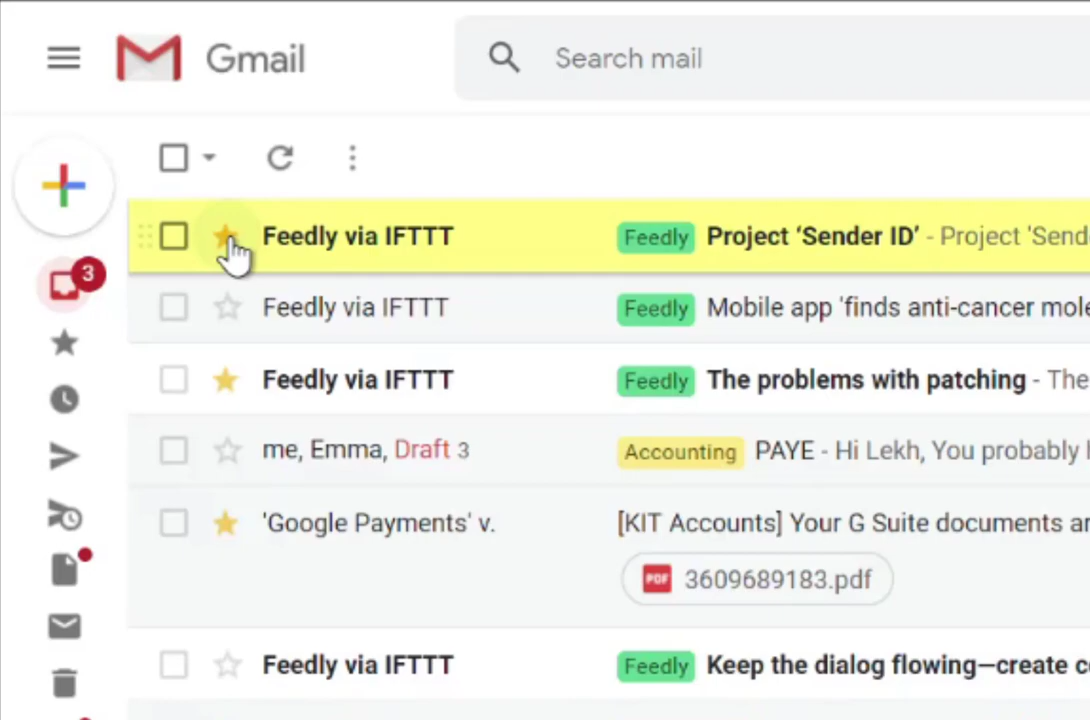 Gmail
Search mail
3
Feedly via IFTTT Feedly Project ‘Sender ID’ - Project 'Send
Feedly via IFTTT Feedly Mobile app 'finds anti-cancer mole
Feedly via IFTTT Feedly The problems with patching - The
me, Emma, Draft 3 Accounting PAYE - Hi Lekh, You probably l
'Google Payments' v. [KIT Accounts] Your G Suite documents ar
PDF 3609689183.pdf
Feedly via IFTTT Feedly Keep the dialog flowing—create c